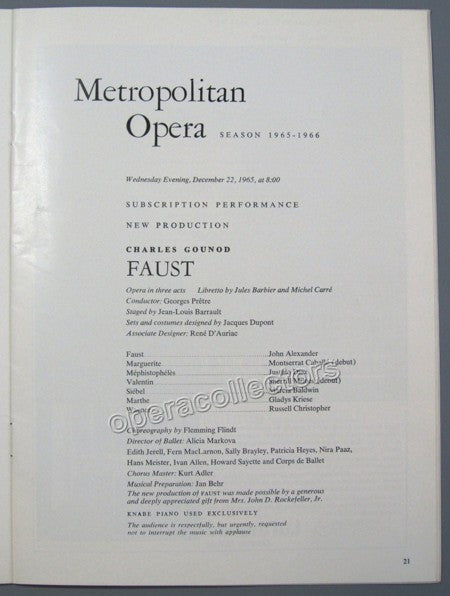 Metropolitan
Opera SEASON 1965-1966
Wednesday Evening, December 22, 1965, at 8:00
SUBSCRIPTION PERFORMANCE
NEW PRODUCTION
CHARLES GOUNOD
FAUST
Opera in three acts Libretto by Jules Barbier and Michel Carré
Conductor: Georges Prêtre
Staged by Jean-Louis Barrault
Sets and costumes designed by Jacques Dupont
Associate Designer: René D'Auriac
Faust John Alexander
Marguerite Montserrat Caballé (debut)
Méphistophélès Justino Díaz
Valentin Sherrill Milnes (debut)
Siébel Marcia Baldwin
Marthe Gladys Kriese
Wagner Russell Christopher
operacollectors
Choreography by Flemming Flindt
Director of Ballet: Alicia Markova
Edith Jerell, Fern MacLarnon, Sally Brayley, Patricia Heyes, Nira Paaz,
Hans Meister, Ivan Allen, Howard Sayette and Corps de Ballet
Chorus Master: Kurt Adler
Musical Preparation: Jan Behr
The new production of FAUST was made possible by a generous
and deeply appreciated gift from Mrs. John D. Rockefeller, Jr.
KNABE PIANO USED EXCLUSIVELY
The audience is respectfully, but urgently, requested
not to interrupt the music with applause
21